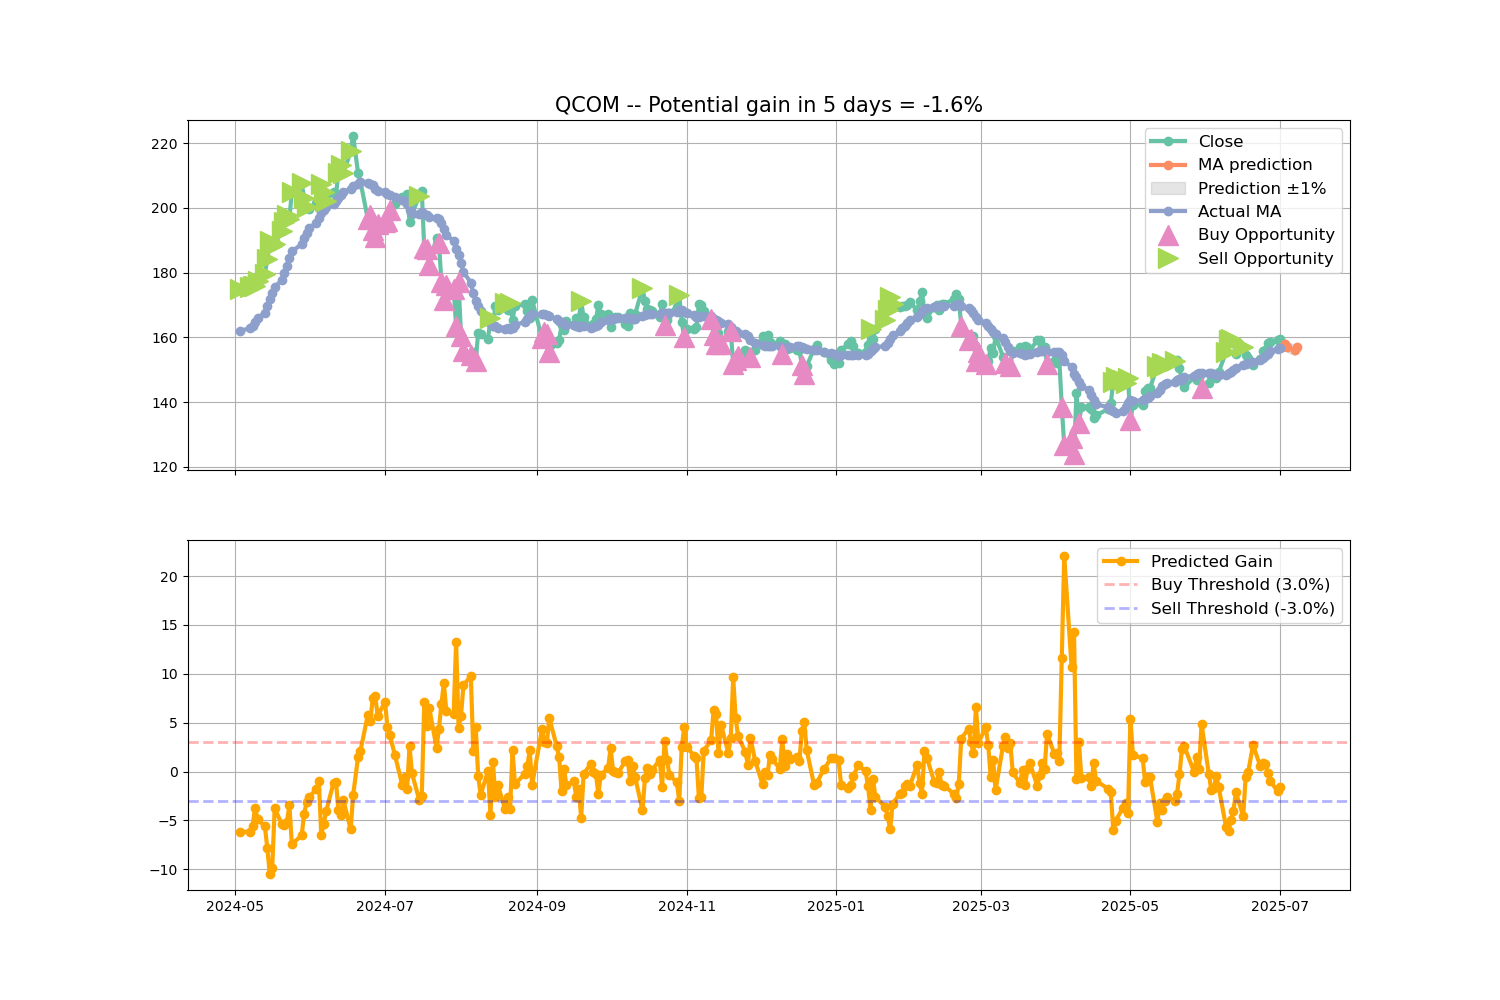 QCOM -- Potential gain in 5 days = -1.6%
220
200
180
160
140
120
Close
MA prediction
Prediction ±1%
Actual MA
Buy Opportunity
Sell Opportunity
20
15
10
5
0
−5
−10
Predicted Gain
Buy Threshold (3.0%)
Sell Threshold (-3.0%)
2024-05
2024-07
2024-09
2024-11
2025-01
2025-03
2025-05
2025-07